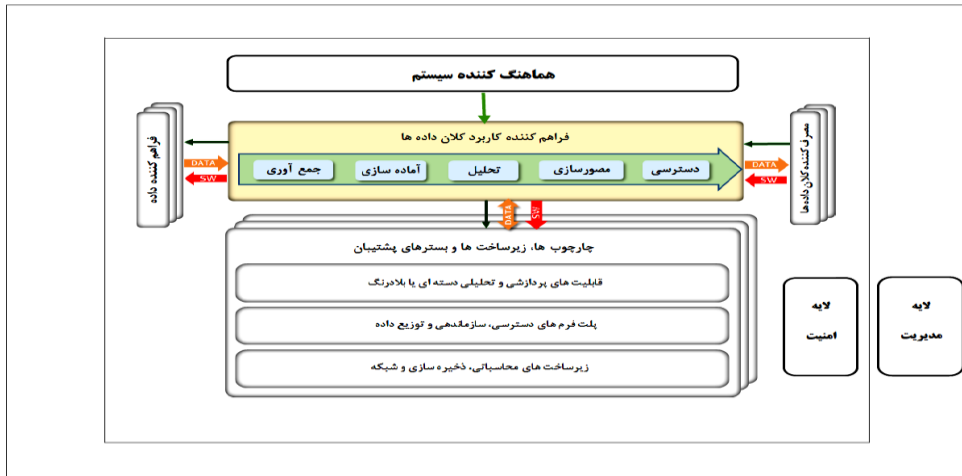 هماهنگ کننده سیستم
فراهم کننده کاربرد کلان داده ها
جمع آوری
آماده سازی
تحلیل
مصورسازی
دسترسی
فراهم کننده داده
DATA
SW
مصرف کننده کلان داده‌ها
DATA
SW
DATA
SW
چارچوب ها، زیرساخت ها و بسترهای پشتیبان
قابلیت های پردازشی و تحلیلی دسته ای یا بلادرنگ
پلت فرم های دسترسی، سازماندهی و توزیع داده
زیرساخت های محاسباتی، ذخیره سازی و شبکه
لایه
امنیت
لایه
مدیریت